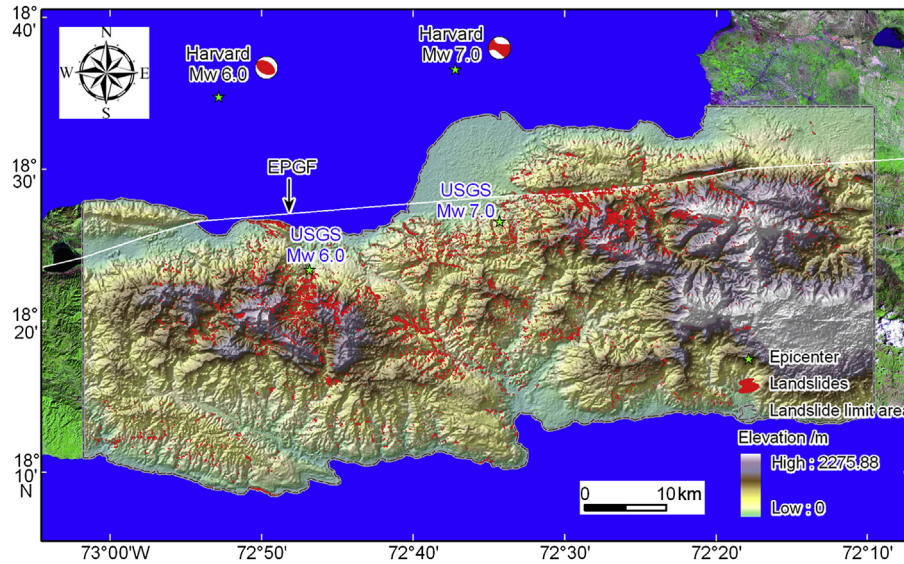 18°
40'
N
W
E
S
Harvard
Mw 6.0
Harvard
Mw 7.0
18°
30'
EPGF
USGS
Mw 7.0
USGS
Mw 6.0
18°
20'
Epicenter
Landslides
Landslide limit area
Elevation /m
High : 2275.88
Low : 0
18°
10'
N
0 10 km
73°00'W
72°50'
72°40'
72°30'
72°20'
72°10'